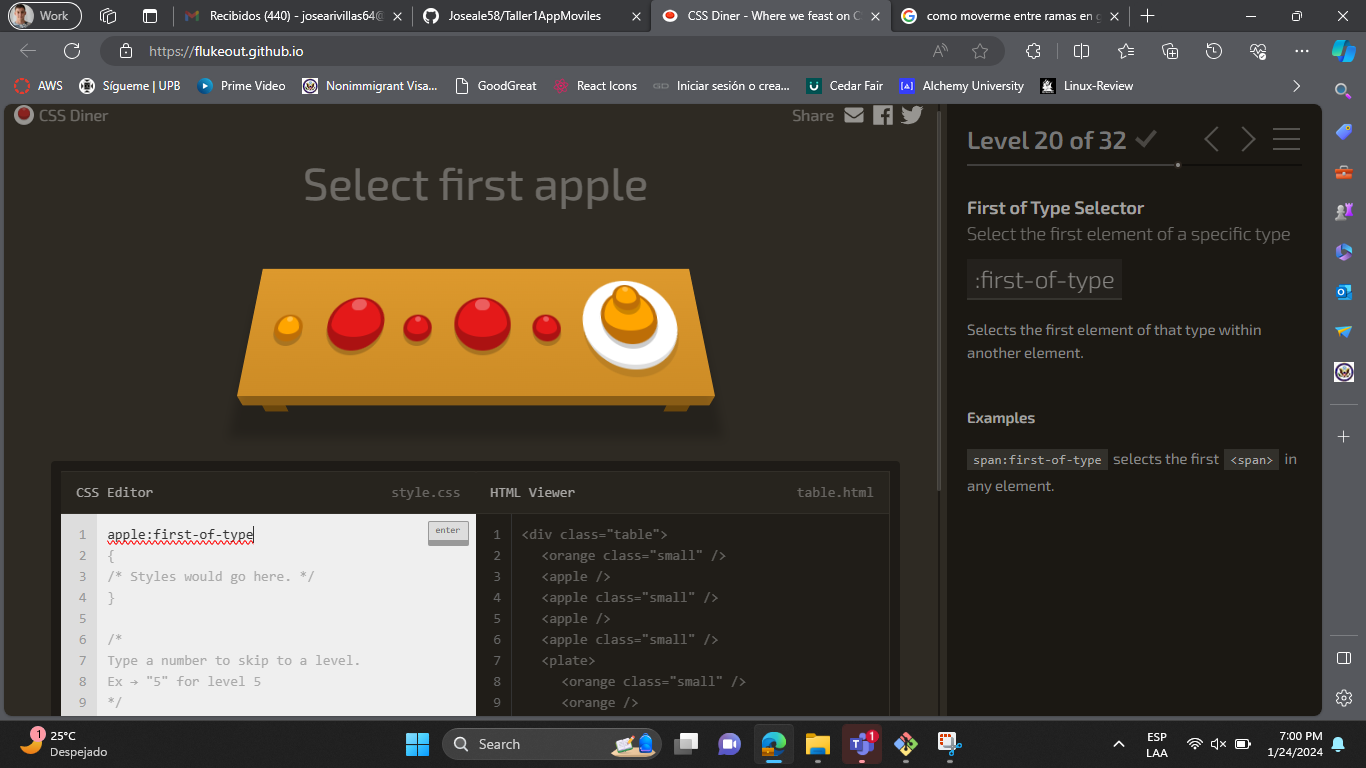 Work
Recibidos (440) - josearivillas64@
Joseale58/Taller1AppMoviles
CSS Diner - Where we feast on C
como moverme entre ramas en g
https://flukeout.github.io
AWS
Sígueme | UPB
Prime Video
Nonimmigrant Visa...
GoodGreat
React Icons
Iniciar sesión o crea...
Cedar Fair
Alchemy University
Linux-Review
CSS Diner
Share
Select first apple
Level 20 of 32
First of Type Selector
Select the first element of a specific type
:first-of-type
Selects the first element of that type within
another element.
Examples
span:first-of-type selects the first <span> in
any element.
CSS Editor
style.css
HTML Viewer
table.html
enter
1 apple:first-of-type
2 {
3 /* Styles would go here. */
4 }
5
6 /*
7 Type a number to skip to a level.
8 Ex → "5" for level 5
9 */
1 <div class="table">
2 <orange class="small" />
3 <apple />
4 <apple class="small" />
5 <apple />
6 <apple class="small" />
7 <plate>
8 <orange class="small" />
9 <orange />
1
25°C
Despejado
Search
1
ESP
LAA
7:00 PM
1/24/2024